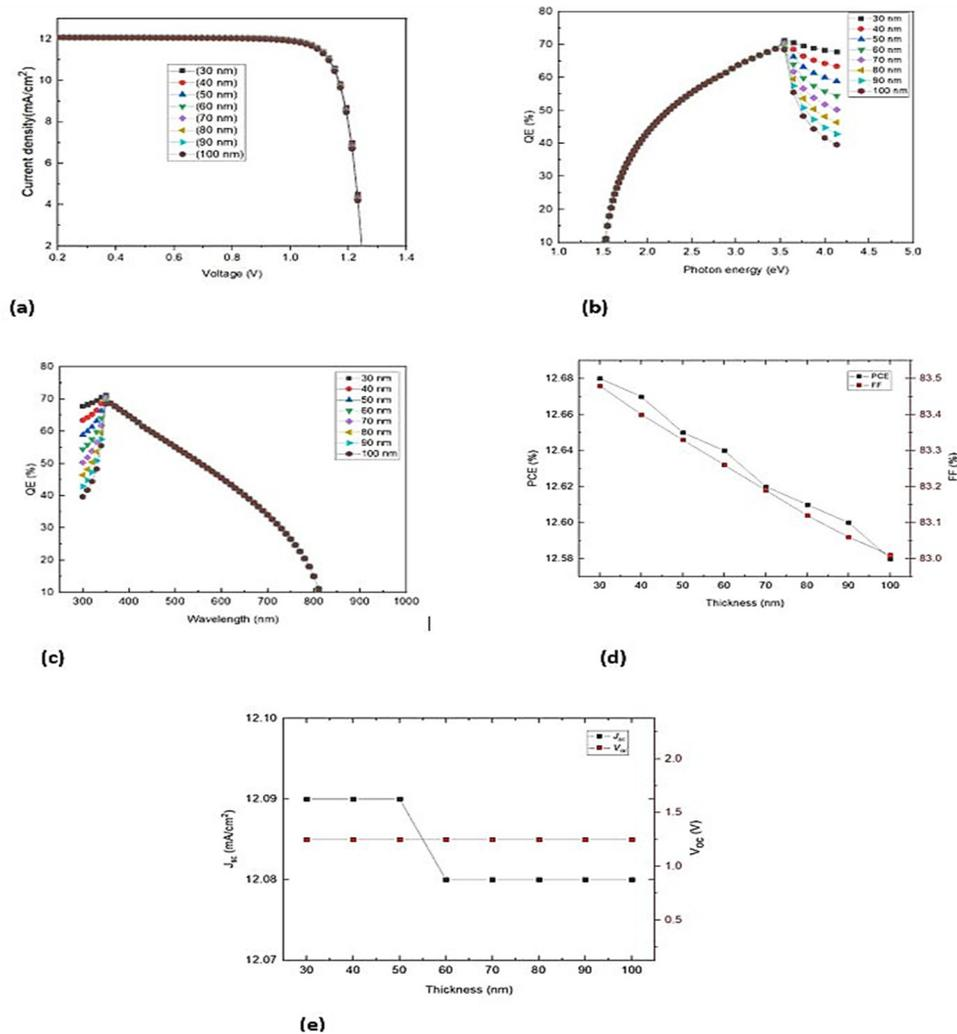 Current density(mA/cm²)
12
10
8
6
4
2
(30 nm)
(40 nm)
(50 nm)
(60 nm)
(70 nm)
(80 nm)
(90 nm)
(100 nm)
0.2 0.4 0.6 0.8 1.0 1.2 1.4
Voltage (V)
(a)
QE (%)
80
70
60
50
40
30
20
10
30 nm
40 nm
50 nm
60 nm
70 nm
80 nm
90 nm
100 nm
1.0 1.5 2.0 2.5 3.0 3.5 4.0 4.5 5.0
Photon energy (eV)
(b)
QE (%)
80
70
60
50
40
30
20
10
30 nm
40 nm
50 nm
60 nm
70 nm
80 nm
90 nm
100 nm
300 400 500 600 700 800 900 1000
Wavelength (nm)
(c)
PCE (%)
12.68
12.66
12.64
12.62
12.60
12.58
PCE
FF
83.5
83.4
83.3
83.2
83.1
83.0
FF (%)
30 40 50 60 70 80 90 100
Thickness (nm)
(d)
Jsc (mA/cm²)
12.10
12.09
12.08
12.07
Jsc
Voc
2.0
1.5
1.0
0.5
VOC (V)
30 40 50 60 70 80 90 100
Thickness (nm)
(e)